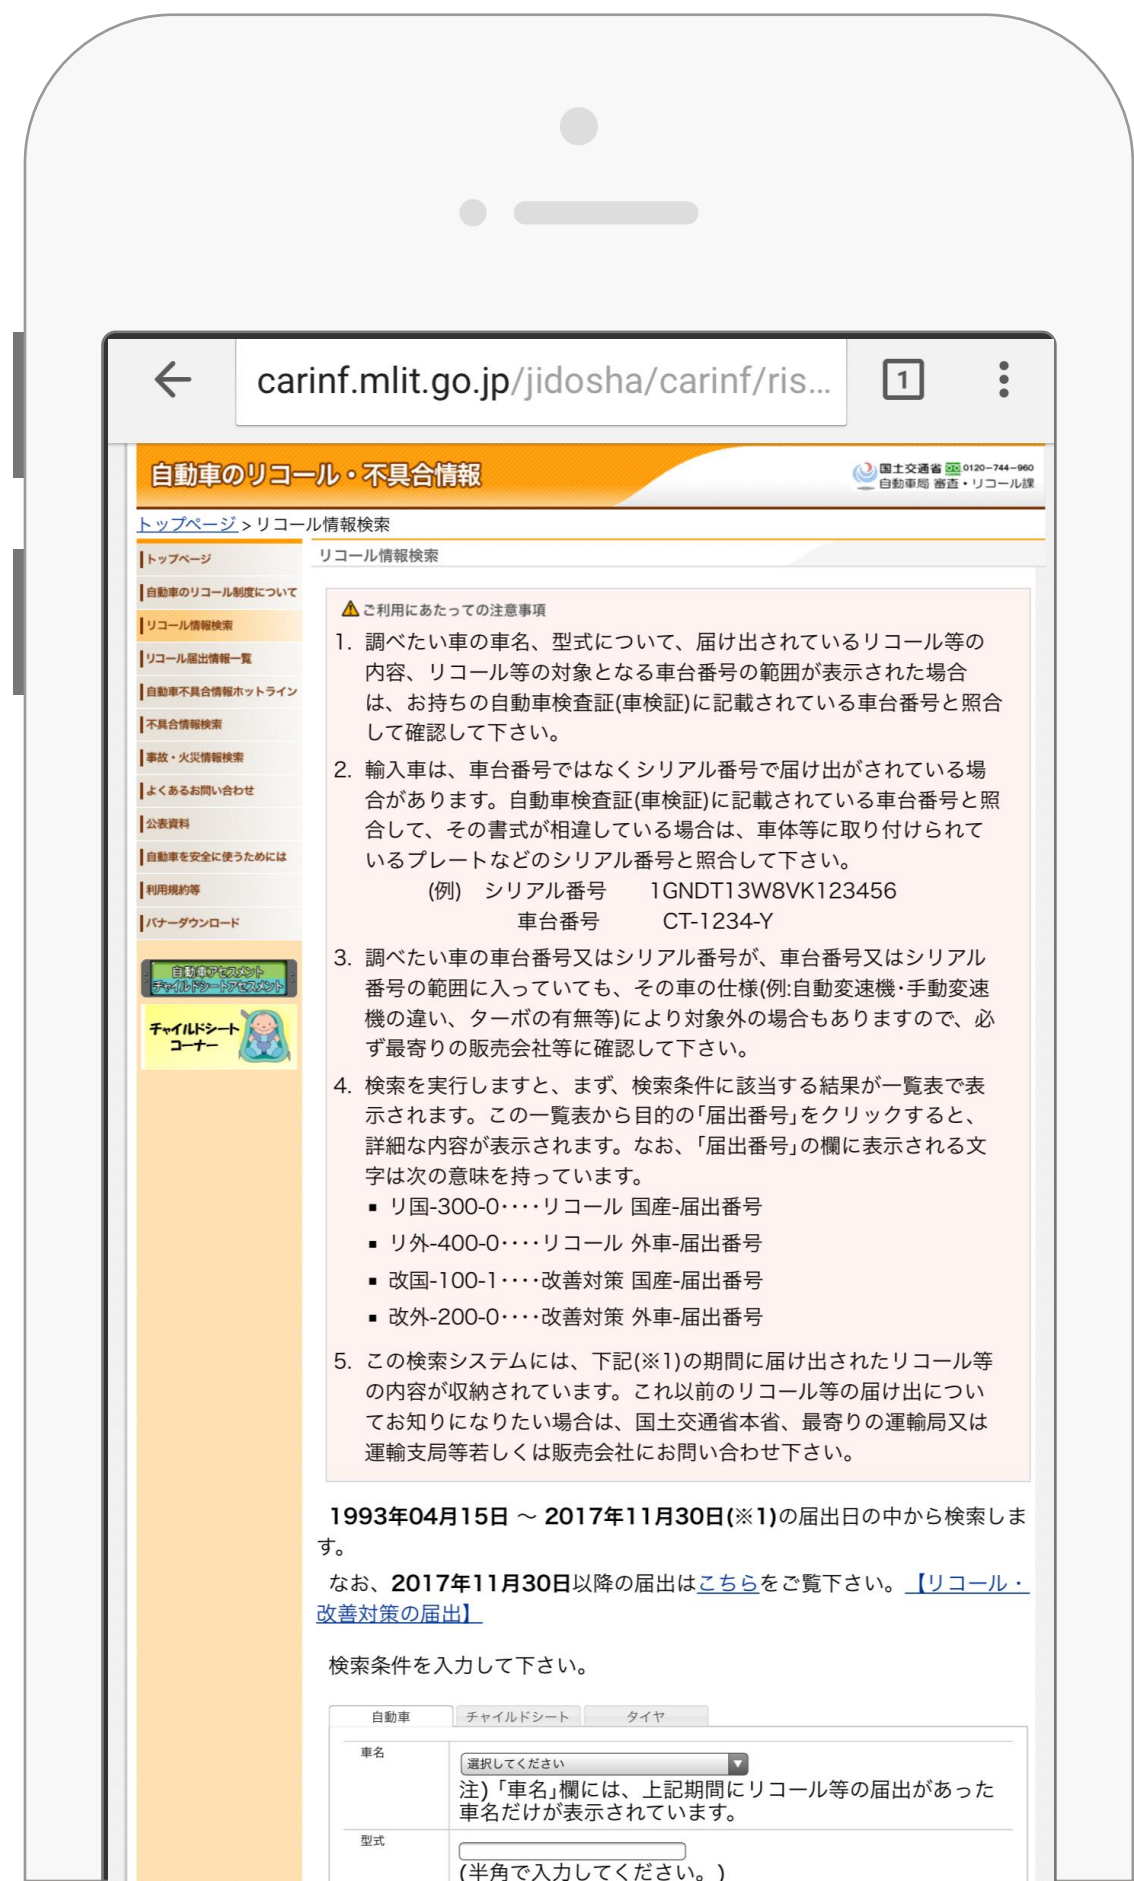 carinf.mlit.go.jp/jidosha/carinf/ris...
1
自動車のリコール・不具合情報
国土交通省 0120-744-960
自動車局 審査・リコール課
トップページ > リコール情報検索
トップページ
自動車のリコール制度について
リコール情報検索
リコール届出情報一覧
自動車不具合情報ホットライン
不具合情報検索
事故・火災情報検索
よくあるお問い合わせ
公表資料
自動車を安全に使うためには
利用規約等
バナーダウンロード
自動車アセスメント
チャイルドシートアセスメント
チャイルドシート
コーナー
リコール情報検索
ご利用にあたっての注意事項
1. 調べたい車の車名、型式について、届け出されているリコール等の
内容、リコール等の対象となる車台番号の範囲が表示された場合
は、お持ちの自動車検査証(車検証)に記載されている車台番号と照合
して確認して下さい。
2. 輸入車は、車台番号ではなくシリアル番号で届け出がされている場
合があります。自動車検査証(車検証)に記載されている車台番号と照
合して、その書式が相違している場合は、車体等に取り付けられて
いるプレートなどのシリアル番号と照合して下さい。
(例) シリアル番号 1GNDT13W8VK123456
車台番号 CT-1234-Y
3. 調べたい車の車台番号又はシリアル番号が、車台番号又はシリアル
番号の範囲に入っていても、その車の仕様(例:自動変速機・手動変速
機の違い、ターボの有無等)により対象外の場合もありますので、必
ず最寄りの販売会社等に確認して下さい。
4. 検索を実行しますと、まず、検索条件に該当する結果が一覧表で表
示されます。この一覧表から目的の「届出番号」をクリックすると、
詳細な内容が表示されます。なお、「届出番号」の欄に表示される文
字は次の意味を持っています。
▪ リ国-300-0‥‥リコール 国産-届出番号
▪ リ外-400-0‥‥リコール 外車-届出番号
▪ 改国-100-1‥‥改善対策 国産-届出番号
▪ 改外-200-0‥‥改善対策 外車-届出番号
5. この検索システムには、下記(※1)の期間に届け出されたリコール等
の内容が収納されています。これ以前のリコール等の届け出につい
てお知りになりたい場合は、国土交通省本省、最寄りの運輸局又は
運輸支局等若しくは販売会社にお問い合わせ下さい。
1993年04月15日 ～ 2017年11月30日(※1)の届出日の中から検索しま
す。
なお、2017年11月30日以降の届出はこちらをご覧下さい。【リコール・
改善対策の届出】
検索条件を入力して下さい。
自動車 チャイルドシート タイヤ
車名
選択してください
注)「車名」欄には、上記期間にリコール等の届出があった
車名だけが表示されています。
型式
(半角で入力してください。)